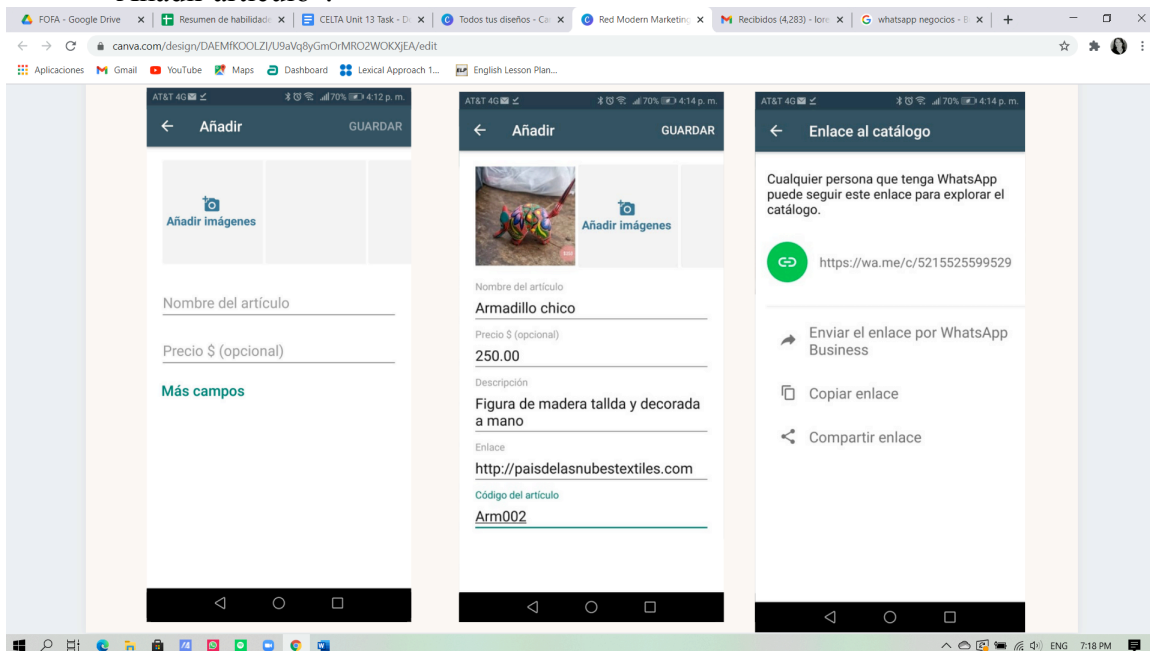 Añadir artículo".
FOFA - Google Drive
Resumen de habilidade
CELTA Unit 13 Task - D
Todos tus diseños - Ca
Red Modern Marketing
Recibidos (4,283) - lore
whatsapp negocios - B
canva.com/design/DAEMfKOOLZI/U9aVq8yGmOrMRO2WOKXjEA/edit
Aplicaciones Gmail YouTube Maps Dashboard Lexical Approach 1... English Lesson Plan...
AT&T 4G 70% 4:12 p. m.
Añadir GUARDAR
Añadir imágenes
Nombre del artículo
Precio $ (opcional)
Más campos
AT&T 4G 70% 4:14 p. m.
Añadir GUARDAR
Añadir imágenes
Nombre del artículo
Armadillo chico
Precio $ (opcional)
250.00
Descripción
Figura de madera tallda y decorada
a mano
Enlace
http://paisdelasnubestextiles.com
Código del artículo
Arm002
AT&T 4G 70% 4:14 p. m.
Enlace al catálogo
Cualquier persona que tenga WhatsApp
puede seguir este enlace para explorar el
catálogo.
https://wa.me/c/5215525599529
Enviar el enlace por WhatsApp
Business
Copiar enlace
Compartir enlace
ENG 7:18 PM